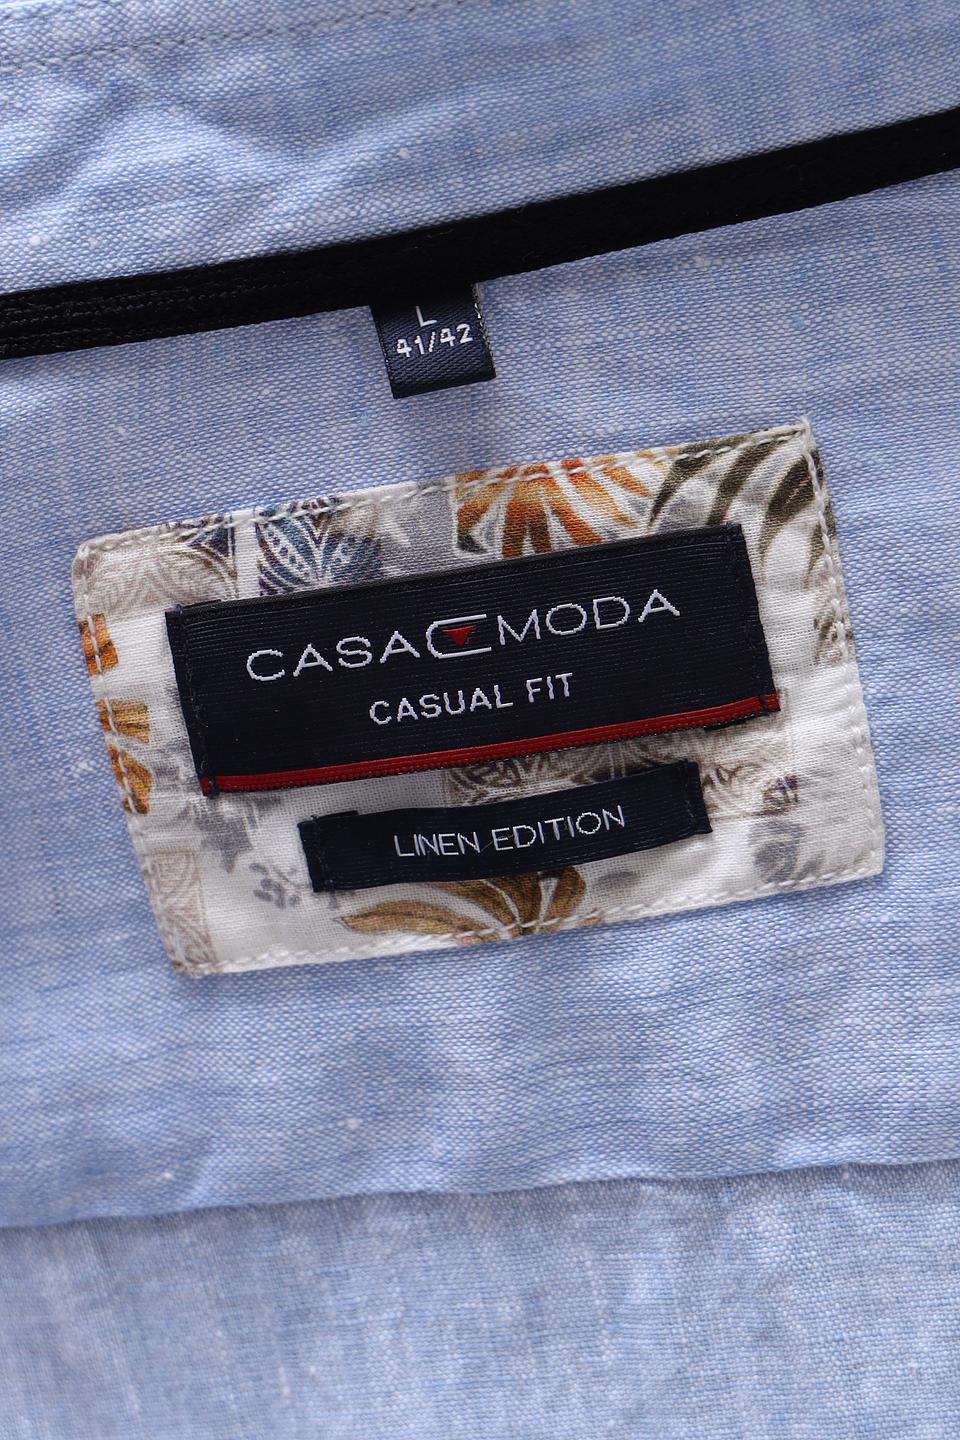 L
41/42
CASA MODA
CASUAL FIT
LINEN EDITION